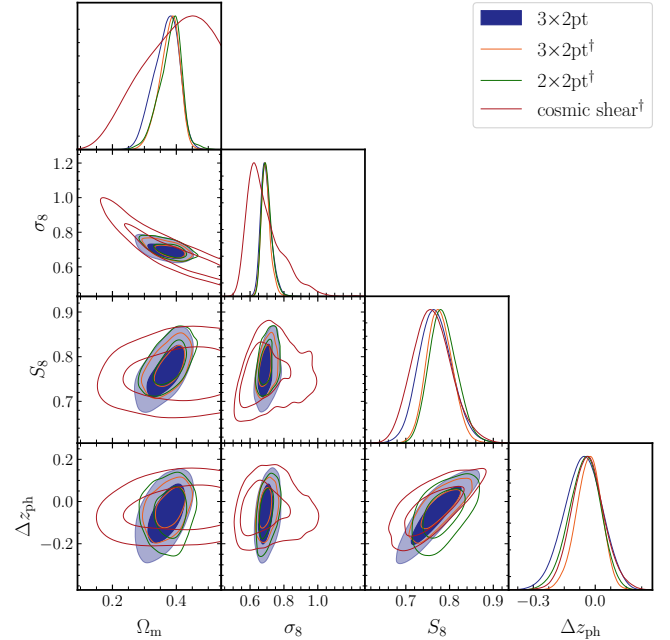 3×2pt
3×2pt†
2×2pt†
cosmic shear†
1.2
1.0
0.8
0.6
σ8
0.9
0.8
0.7
S8
0.2
0.0
−0.2
Δzph
0.2 0.4
0.6 0.8 1.0
0.7 0.8 0.9
−0.3 0.0
Ωm
σ8
S8
Δzph